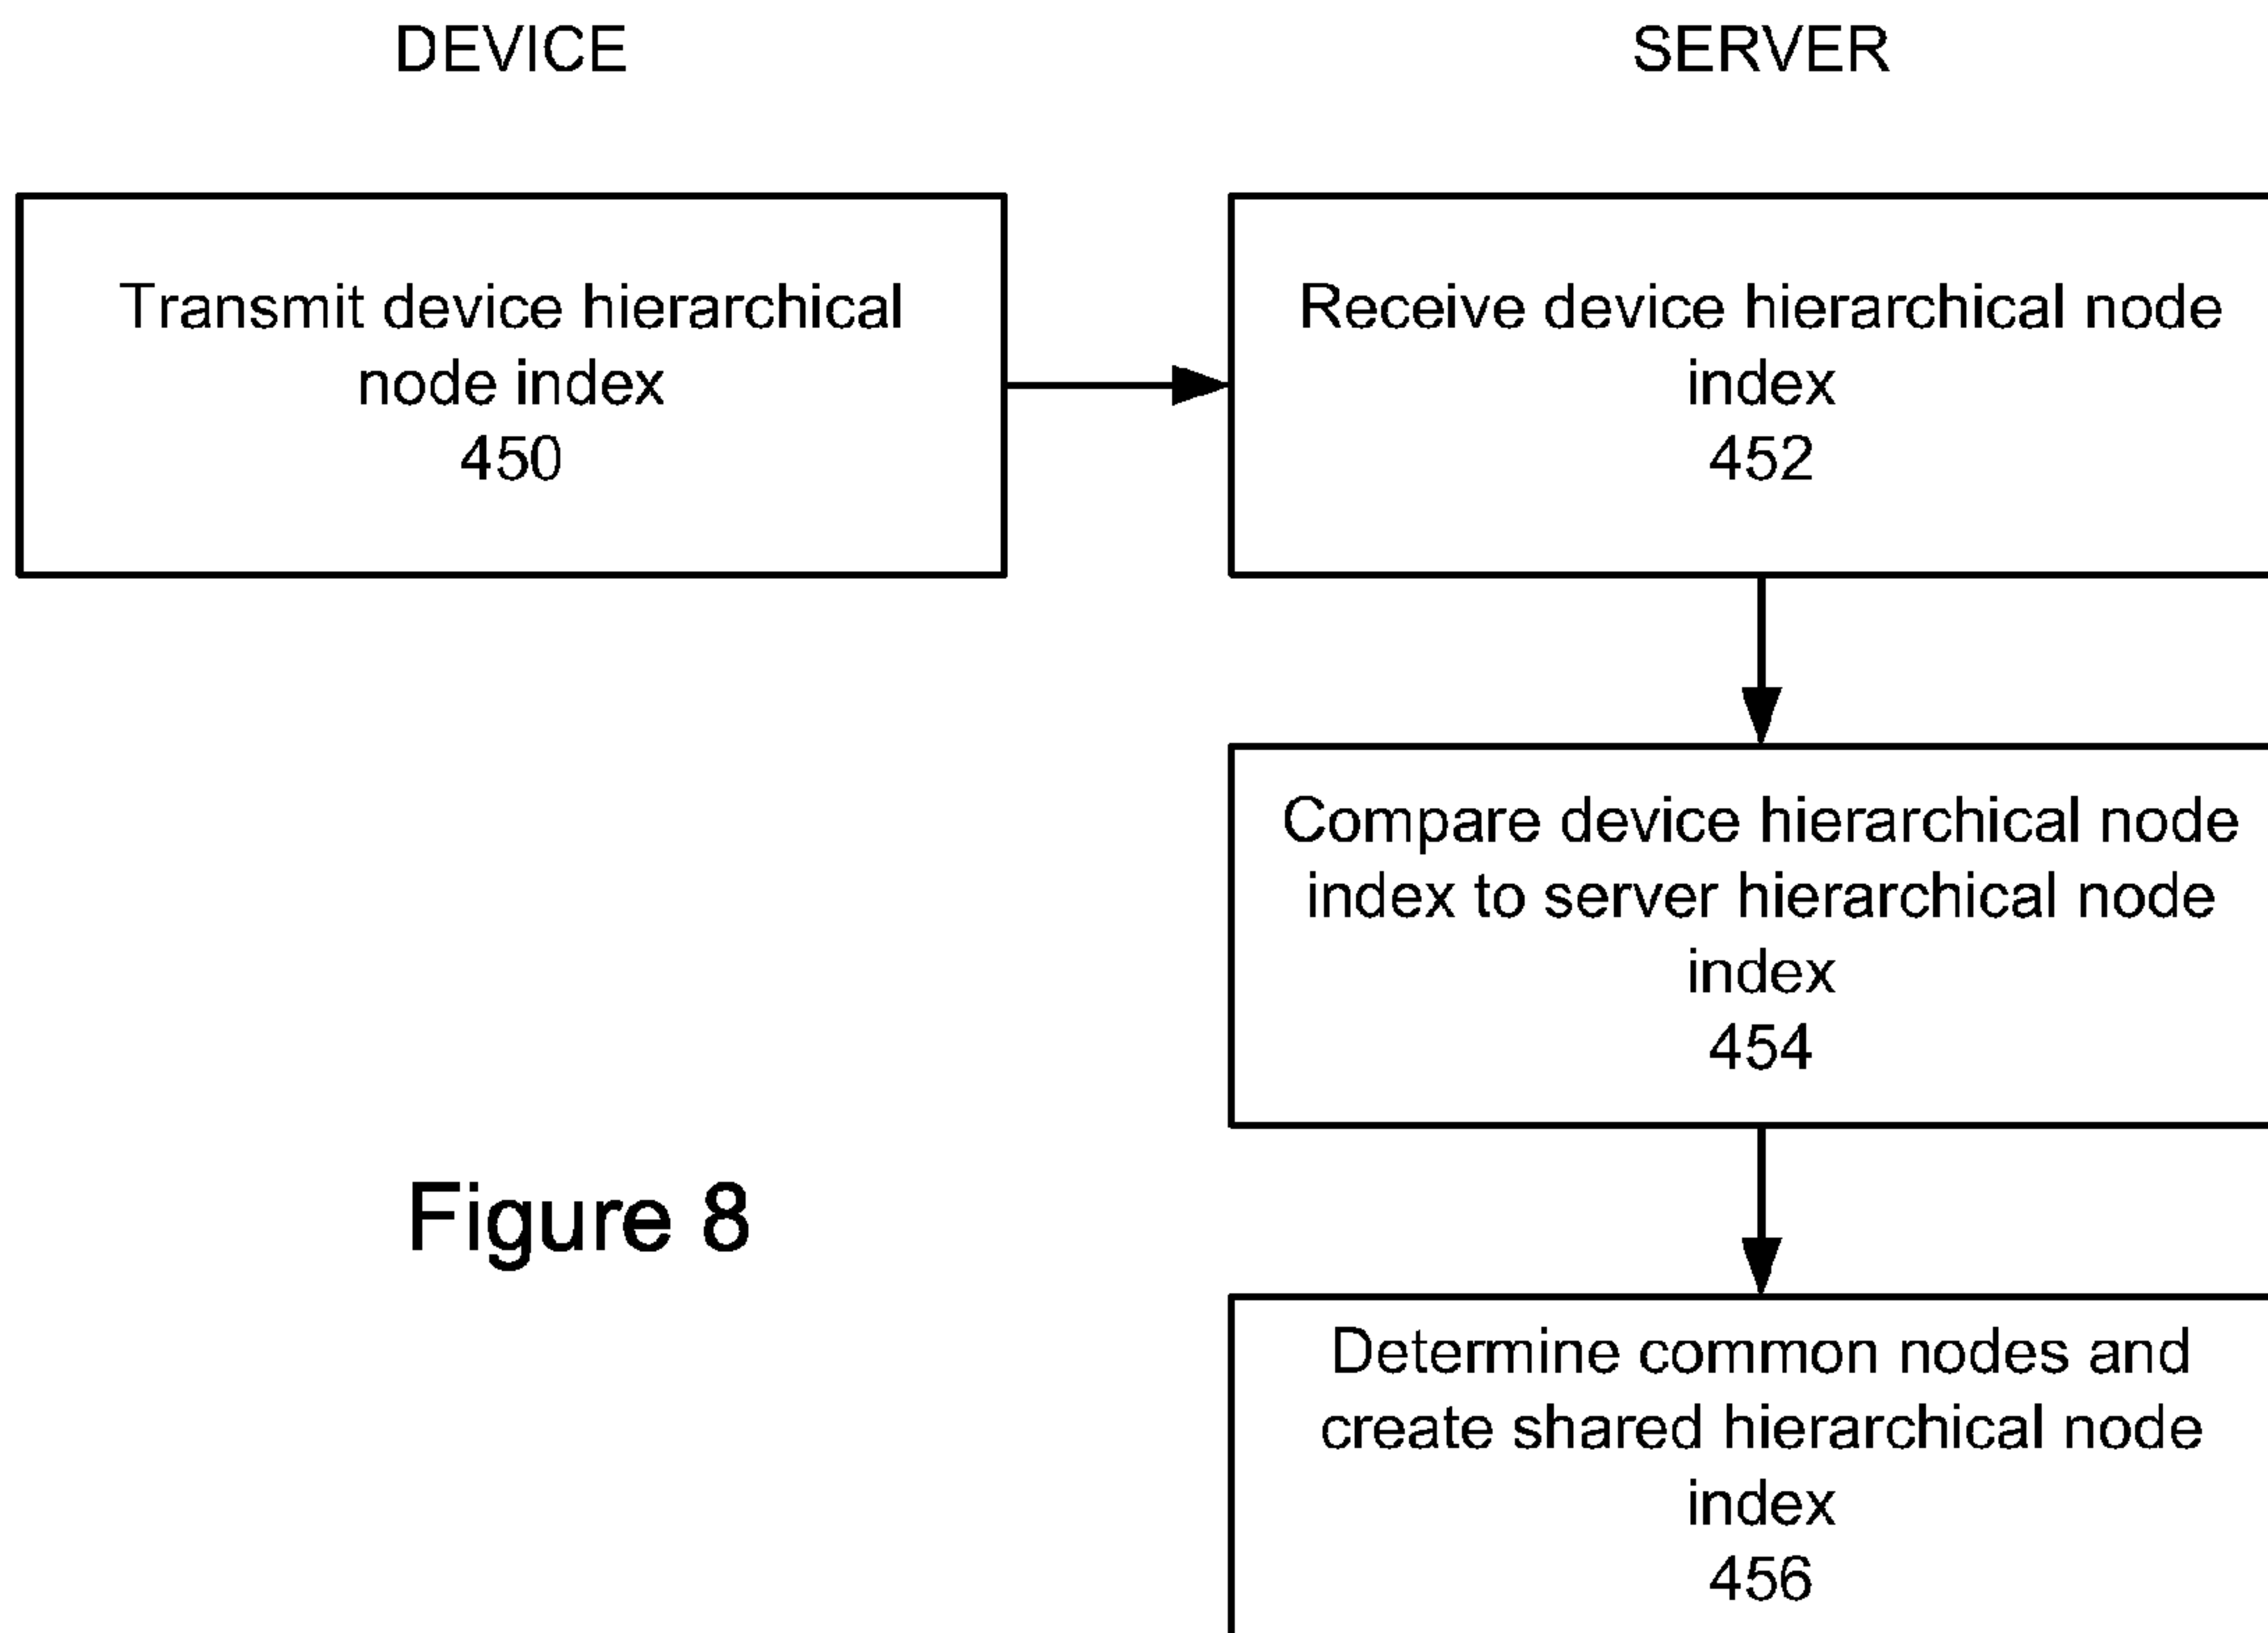 DEVICE
SERVER
Transmit device hierarchical
node index
450
Receive device hierarchical node
index
452
Compare device hierarchical node
index to server hierarchical node
index
454
Figure 8
Determine common nodes and
create shared hierarchical node
index
456